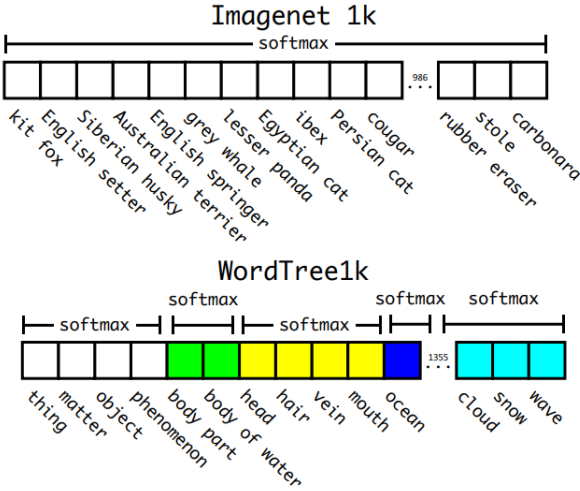 Imagenet 1k
softmax
986
...
kit fox
English setter
Siberian husky
Australian terrier
English springer
grey whale
lesser panda
Egyptian cat
ibex
Persian cat
cougar
rubber eraser
stole
carbonara
WordTree1k
softmax
softmax
softmax
softmax
softmax
1355
...
thing
matter
object
phenomenon
body part
body of water
head
hair
vein
mouth
ocean
cloud
snow
wave